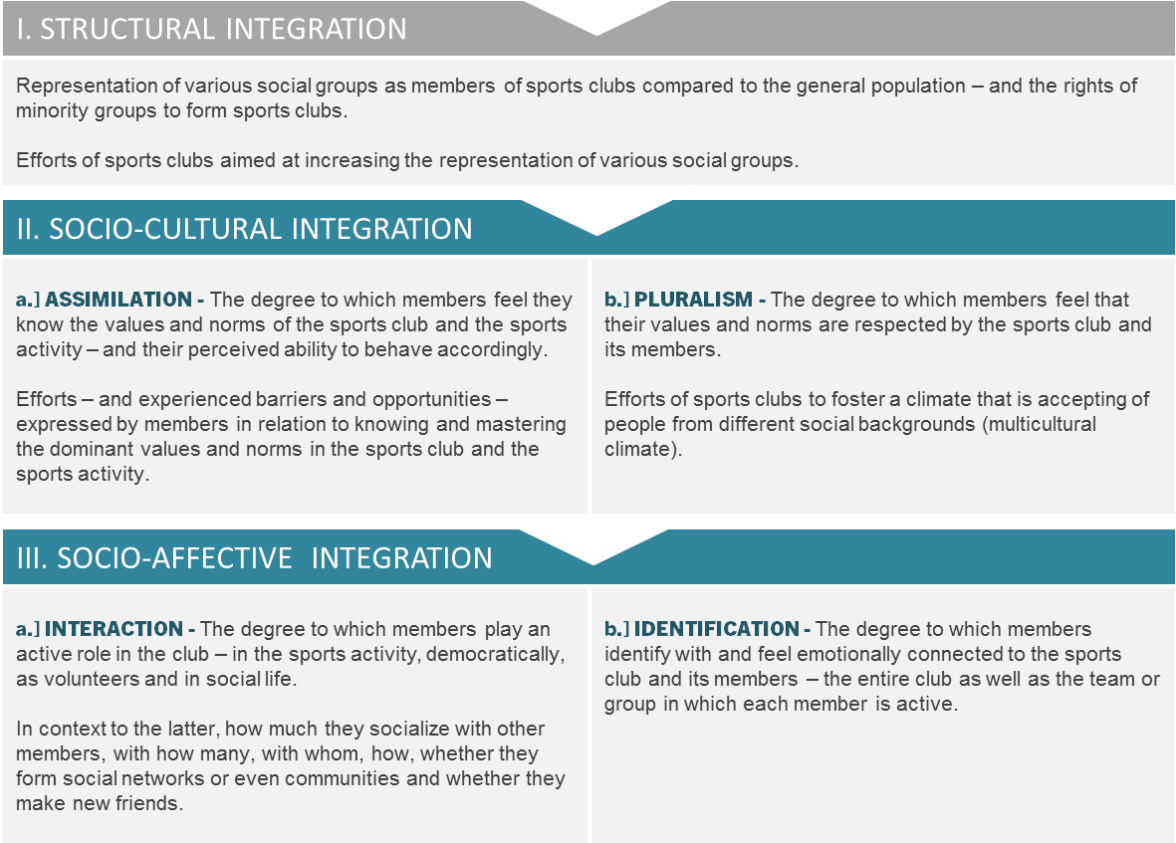 I. STRUCTURAL INTEGRATION
Representation of various social groups as members of sports clubs compared to the general population – and the rights of
minority groups to form sports clubs.
Efforts of sports clubs aimed at increasing the representation of various social groups.
II. SOCIO-CULTURAL INTEGRATION
a.] ASSIMILATION - The degree to which members feel they
know the values and norms of the sports club and the sports
activity – and their perceived ability to behave accordingly.
Efforts – and experienced barriers and opportunities –
expressed by members in relation to knowing and mastering
the dominant values and norms in the sports club and the
sports activity.
b.] PLURALISM - The degree to which members feel that
their values and norms are respected by the sports club and
its members.
Efforts of sports clubs to foster a climate that is accepting of
people from different social backgrounds (multicultural
climate).
III. SOCIO-AFFECTIVE INTEGRATION
a.] INTERACTION - The degree to which members play an
active role in the club – in the sports activity, democratically,
as volunteers and in social life.
In context to the latter, how much they socialize with other
members, with how many, with whom, how, whether they
form social networks or even communities and whether they
make new friends.
b.] IDENTIFICATION - The degree to which members
identify with and feel emotionally connected to the sports
club and its members – the entire club as well as the team or
group in which each member is active.